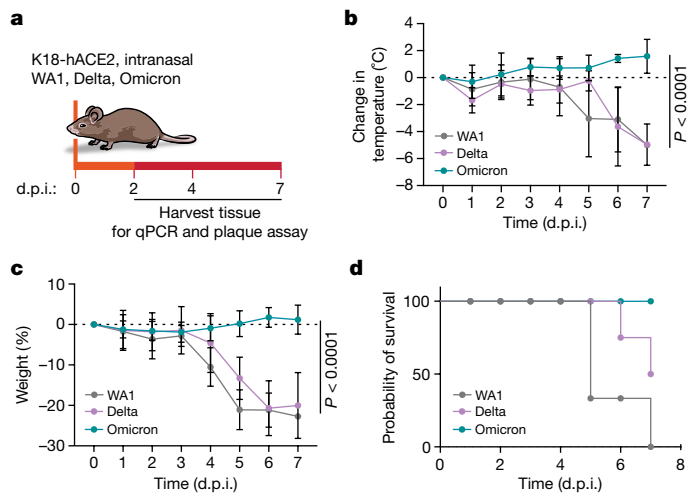 a
K18-hACE2, intranasal
WA1, Delta, Omicron
d.p.i.: 0 2 4 7
Harvest tissue
for qPCR and plaque assay
b
Change in
temperature (°C)
4
2
0
−2
−4
−6
−8
WA1
Delta
Omicron
P < 0.0001
0 1 2 3 4 5 6 7
Time (d.p.i.)
c
Weight (%)
10
0
−10
−20
−30
WA1
Delta
Omicron
P < 0.0001
0 1 2 3 4 5 6 7
Time (d.p.i.)
d
Probability of survival
100
50
0
WA1
Delta
Omicron
0 2 4 6 8
Time (d.p.i.)